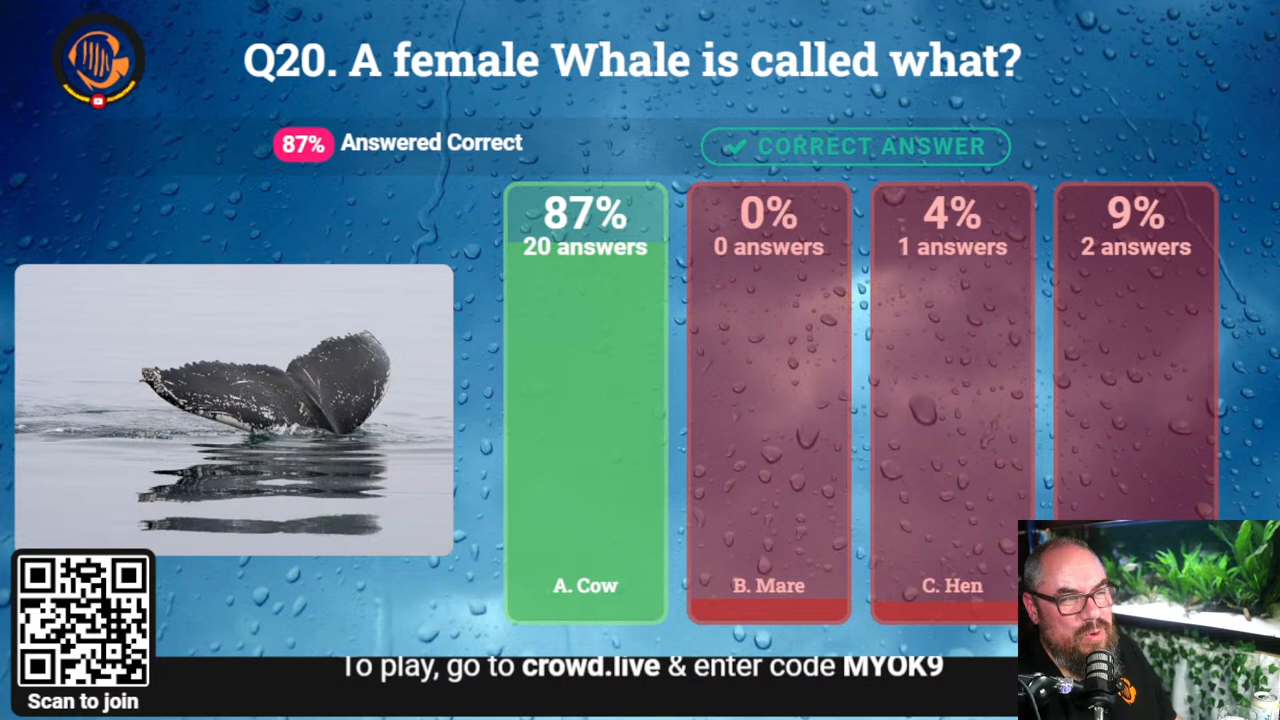 Q20. A female Whale is called what?
87% Answered Correct
CORRECT ANSWER
87%
20 answers
0%
0 answers
4%
1 answers
9%
2 answers
A. Cow
B. Mare
C. Hen
To play, go to crowd.live & enter code MYOK9
Scan to join